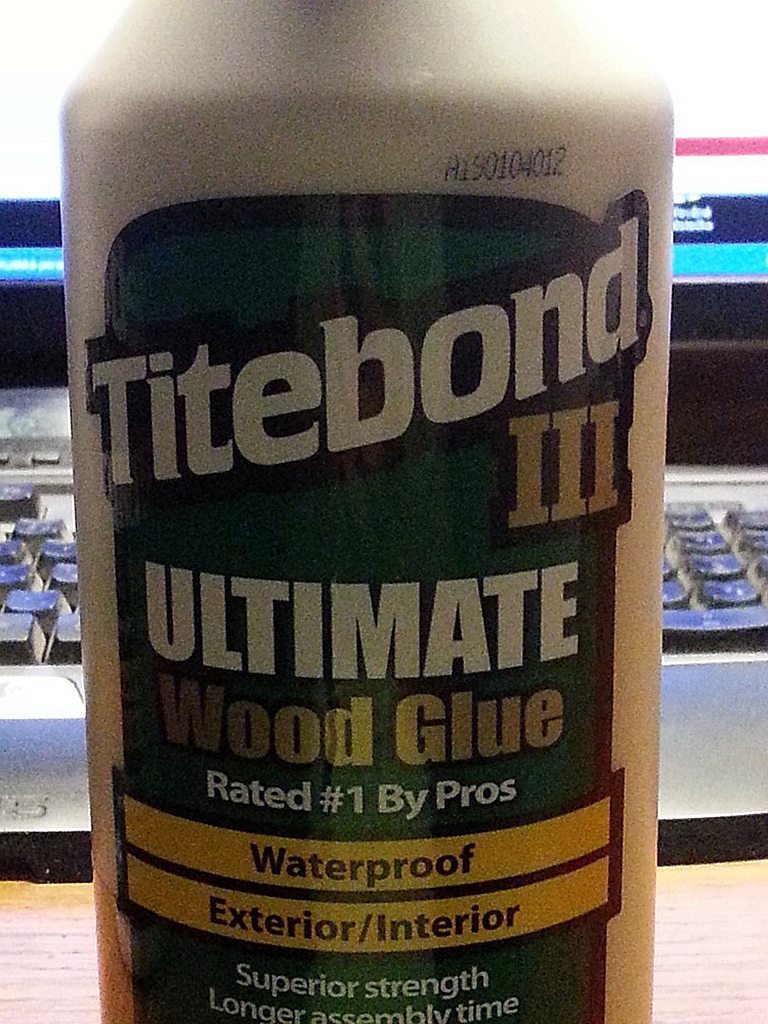 A150104012
Titebond
III
ULTIMATE
Wood Glue
Rated #1 By Pros
Waterproof
Exterior/Interior
Superior strength
Longer assembly time